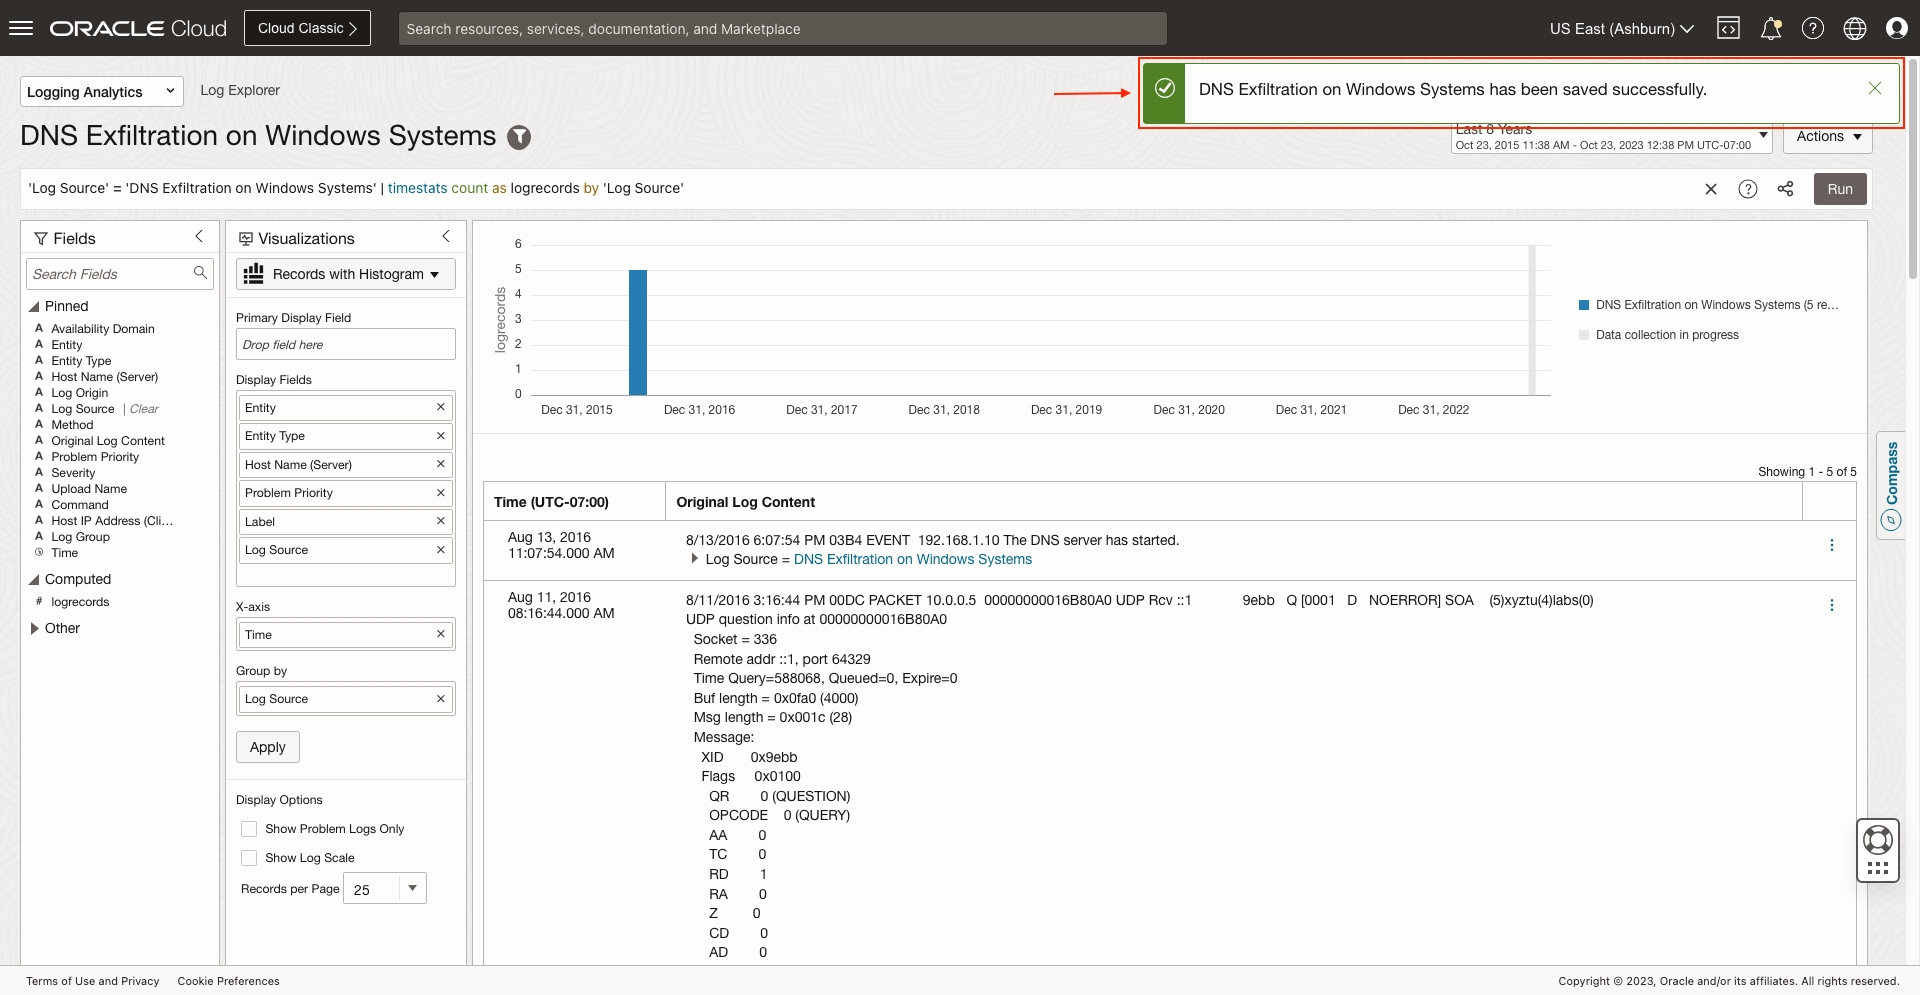 ORACLE Cloud
Cloud Classic
Search resources, services, documentation, and Marketplace
US East (Ashburn)
Logging Analytics
Log Explorer
DNS Exfiltration on Windows Systems has been saved successfully.
DNS Exfiltration on Windows Systems
Last 8 Years
Oct 23, 2015 11:38 AM - Oct 23, 2023 12:38 PM UTC-07:00
Actions
'Log Source' = 'DNS Exfiltration on Windows Systems' | timestats count as logrecords by 'Log Source'
Run
Fields
Search Fields
Pinned
A Availability Domain
A Entity
A Entity Type
A Host Name (Server)
A Log Origin
A Log Source | Clear
A Method
A Original Log Content
A Problem Priority
A Severity
A Upload Name
A Command
A Host IP Address (Cli...
A Log Group
Time
Computed
# logrecords
Other
Visualizations
Records with Histogram
Primary Display Field
Drop field here
Display Fields
Entity
Entity Type
Host Name (Server)
Problem Priority
Label
Log Source
X-axis
Time
Group by
Log Source
Apply
Display Options
Show Problem Logs Only
Show Log Scale
Records per Page 25
logrecords
6
5
4
3
2
1
0
Dec 31, 2015 Dec 31, 2016 Dec 31, 2017 Dec 31, 2018 Dec 31, 2019 Dec 31, 2020 Dec 31, 2021 Dec 31, 2022
DNS Exfiltration on Windows Systems (5 re...
Data collection in progress
Showing 1 - 5 of 5
Time (UTC-07:00) Original Log Content
Aug 13, 2016
11:07:54.000 AM
8/13/2016 6:07:54 PM 03B4 EVENT 192.168.1.10 The DNS server has started.
Log Source = DNS Exfiltration on Windows Systems
Aug 11, 2016
08:16:44.000 AM
8/11/2016 3:16:44 PM 00DC PACKET 10.0.0.5 00000000016B80A0 UDP Rcv ::1 9ebb Q [0001 D NOERROR] SOA (5)xyztu(4)labs(0)
UDP question info at 00000000016B80A0
Socket = 336
Remote addr ::1, port 64329
Time Query=588068, Queued=0, Expire=0
Buf length = 0x0fa0 (4000)
Msg length = 0x001c (28)
Message:
XID 0x9ebb
Flags 0x0100
QR 0 (QUESTION)
OPCODE 0 (QUERY)
AA 0
TC 0
RD 1
RA 0
Z 0
CD 0
AD 0
Compass
Terms of Use and Privacy
Cookie Preferences
Copyright © 2023, Oracle and/or its affiliates. All rights reserved.